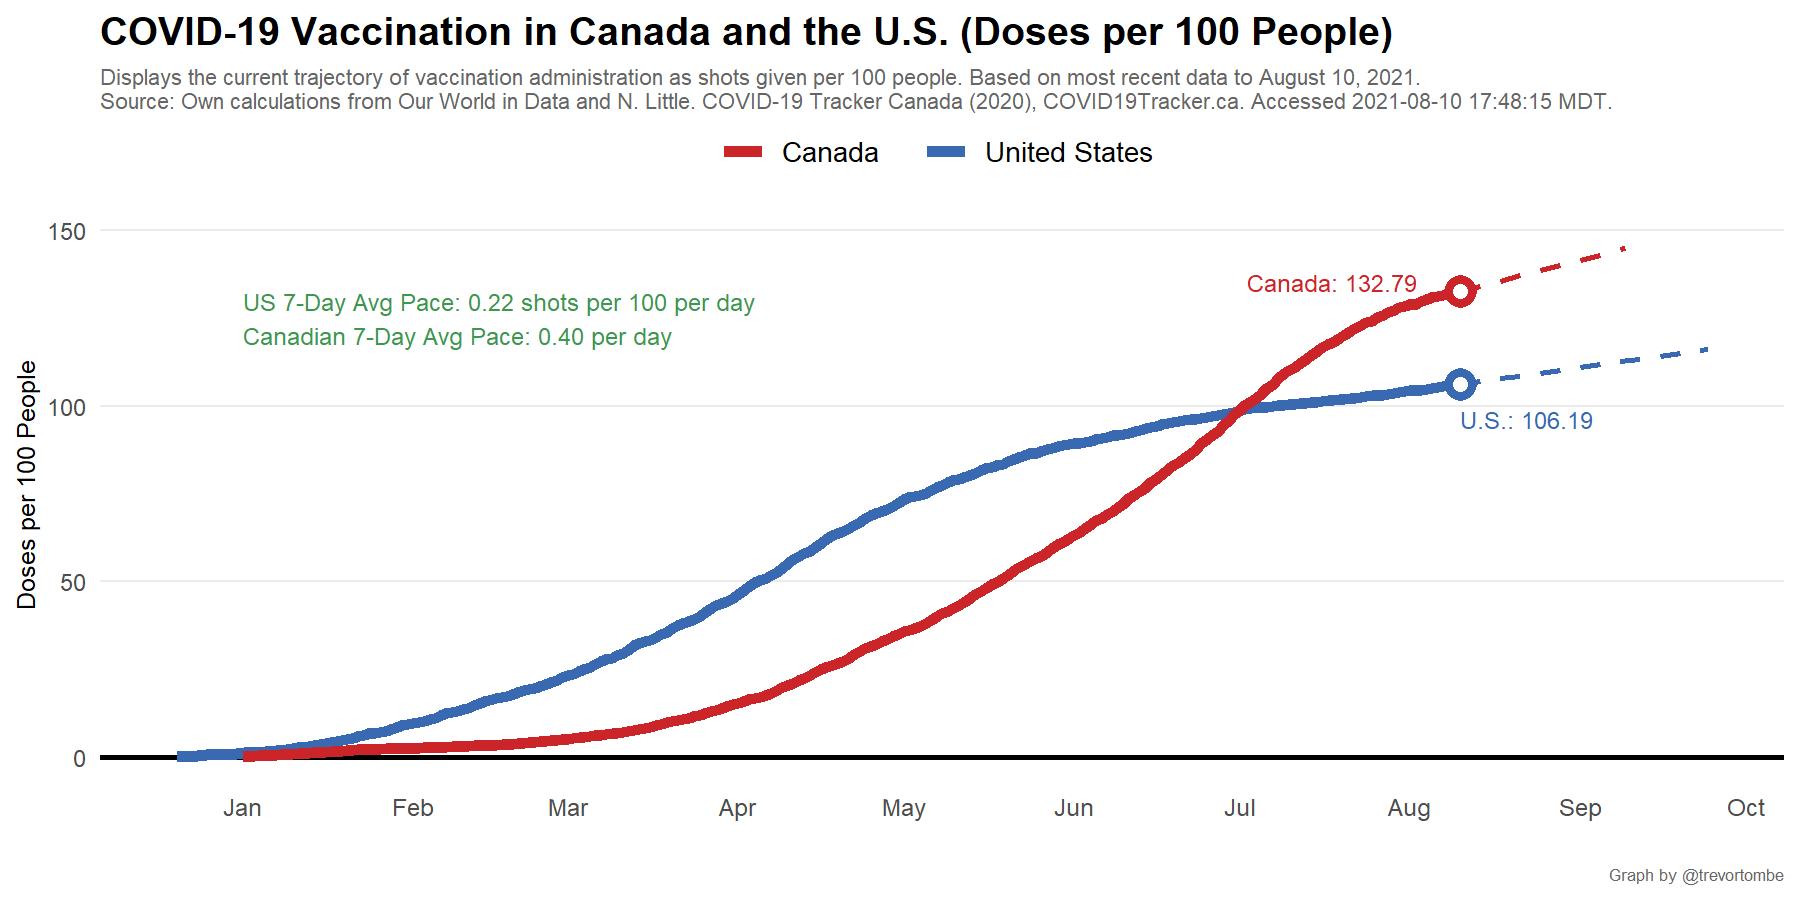 COVID-19 Vaccination in Canada and the U.S. (Doses per 100 People)
Displays the current trajectory of vaccination administration as shots given per 100 people. Based on most recent data to August 10, 2021.
Source: Own calculations from Our World in Data and N. Little. COVID-19 Tracker Canada (2020), COVID19Tracker.ca. Accessed 2021-08-10 17:48:15 MDT.
Canada United States
150
Canada: 132.79
US 7-Day Avg Pace: 0.22 shots per 100 per day
Canadian 7-Day Avg Pace: 0.40 per day
100
U.S.: 106.19
Doses per 100 People
50
0
Jan Feb Mar Apr May Jun Jul Aug Sep Oct
Graph by @trevortombe